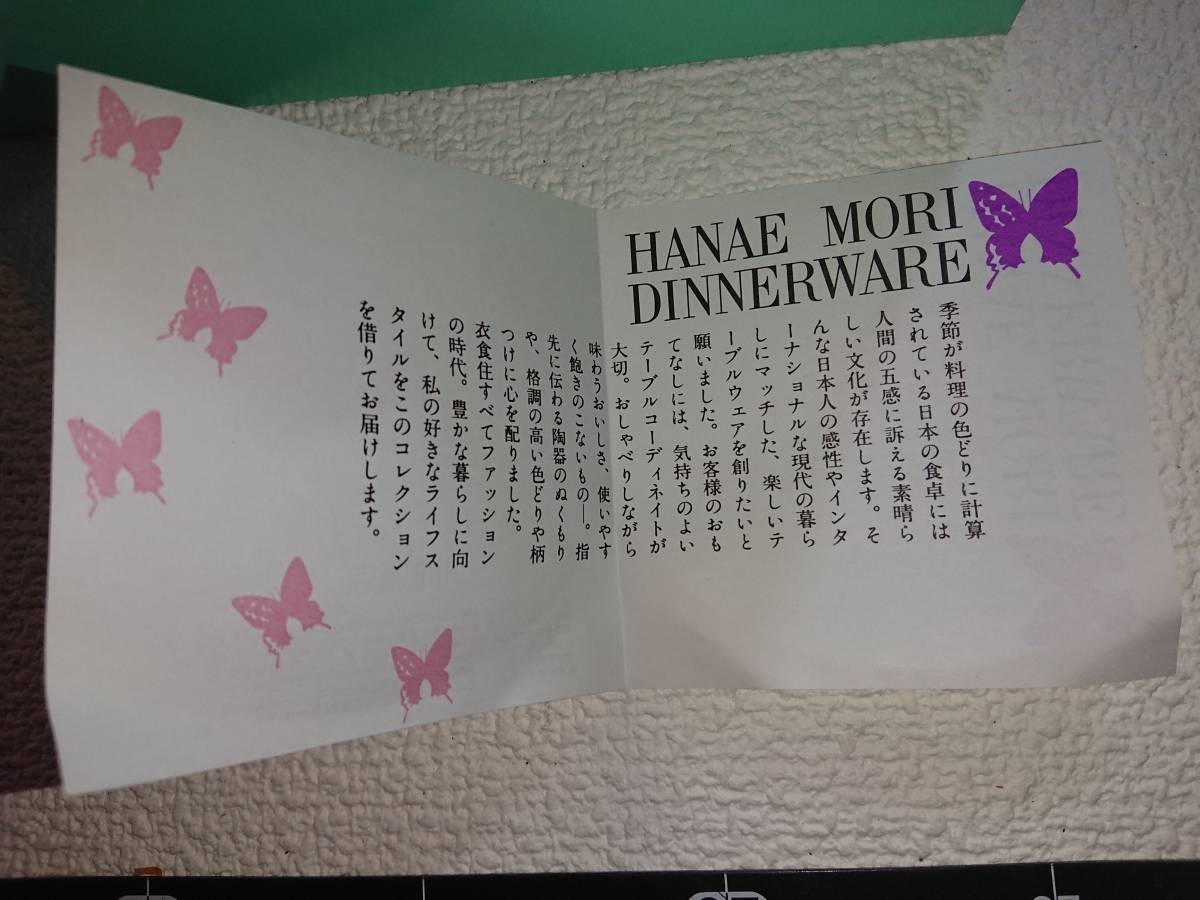 HANAE MORI
DINNERWARE
季節が料理の色どりに計算
されている日本の食卓には
人間の五感に訴える素晴ら
しい文化が存在します。そ
んな日本人の感性やインタ
ーナショナルな現代の暮ら
しにマッチした、楽しいテ
ーブルウェアを創りたいと
願いました。お客様のおも
てなしには、気持ちのよい
テーブルコーディネイトが
大切。おしゃべりしながら
味わうおいしさ、使いやす
く飽きのこないもの―。指
先に伝わる陶器のぬくもり
や、格調の高い色どりや柄
つけに心を配りました。
衣食住すべてファッション
の時代。豊かな暮らしに向
けて、私の好きなライフス
タイルをこのコレクション
を借りてお届けします。